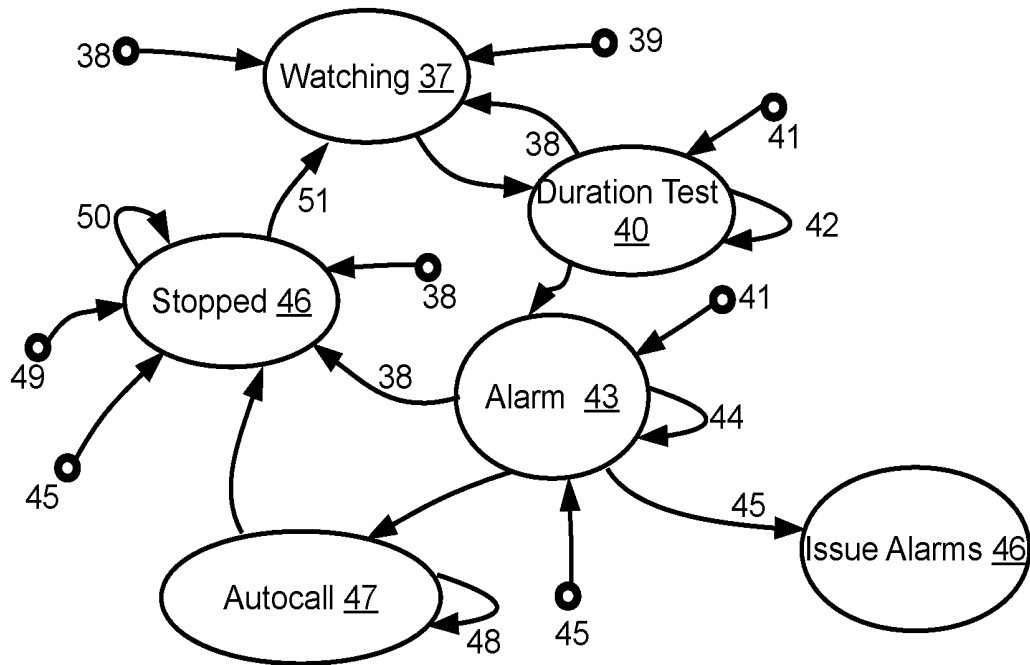 38
Watching 37
39
38
41
Duration Test
40
42
51
50
Stopped 46
38
41
49
38
Alarm 43
44
45
45
Issue Alarms 46
Autocall 47
48
45